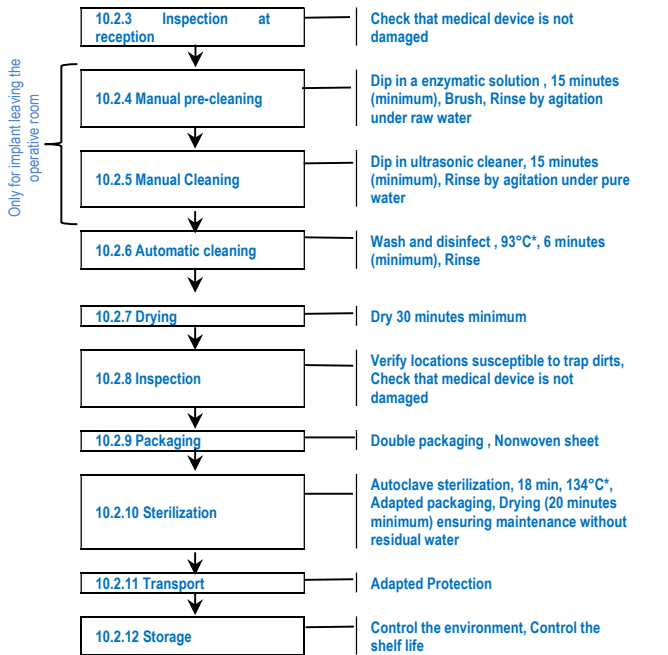 10.2.3 Inspection at
reception
Check that medical device is not
damaged
Only for implant leaving the
operative room
10.2.4 Manual pre-cleaning
Dip in a enzymatic solution , 15 minutes
(minimum), Brush, Rinse by agitation
under raw water
10.2.5 Manual Cleaning
Dip in ultrasonic cleaner, 15 minutes
(minimum), Rinse by agitation under pure
water
10.2.6 Automatic cleaning
Wash and disinfect , 93°C*, 6 minutes
(minimum), Rinse
10.2.7 Drying
Dry 30 minutes minimum
10.2.8 Inspection
Verify locations susceptible to trap dirts,
Check that medical device is not
damaged
10.2.9 Packaging
Double packaging , Nonwoven sheet
10.2.10 Sterilization
Autoclave sterilization, 18 min, 134°C*,
Adapted packaging, Drying (20 minutes
minimum) ensuring maintenance without
residual water
10.2.11 Transport
Adapted Protection
10.2.12 Storage
Control the environment, Control the
shelf life